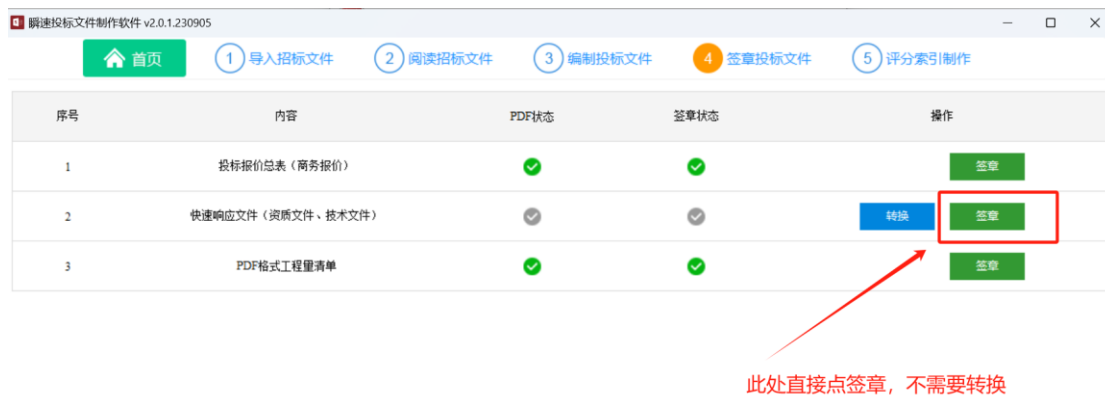 瞬速投标文件制作软件 v2.0.1.230905
首页 1 导入招标文件 2 阅读招标文件 3 编制投标文件 4 签章投标文件 5 评分索引制作
序号 内容 PDF状态 签章状态 操作
1 投标报价总表（商务报价） 签章
2 快速响应文件（资质文件、技术文件） 转换 签章
3 PDF格式工程量清单 签章
此处直接点签章，不需要转换